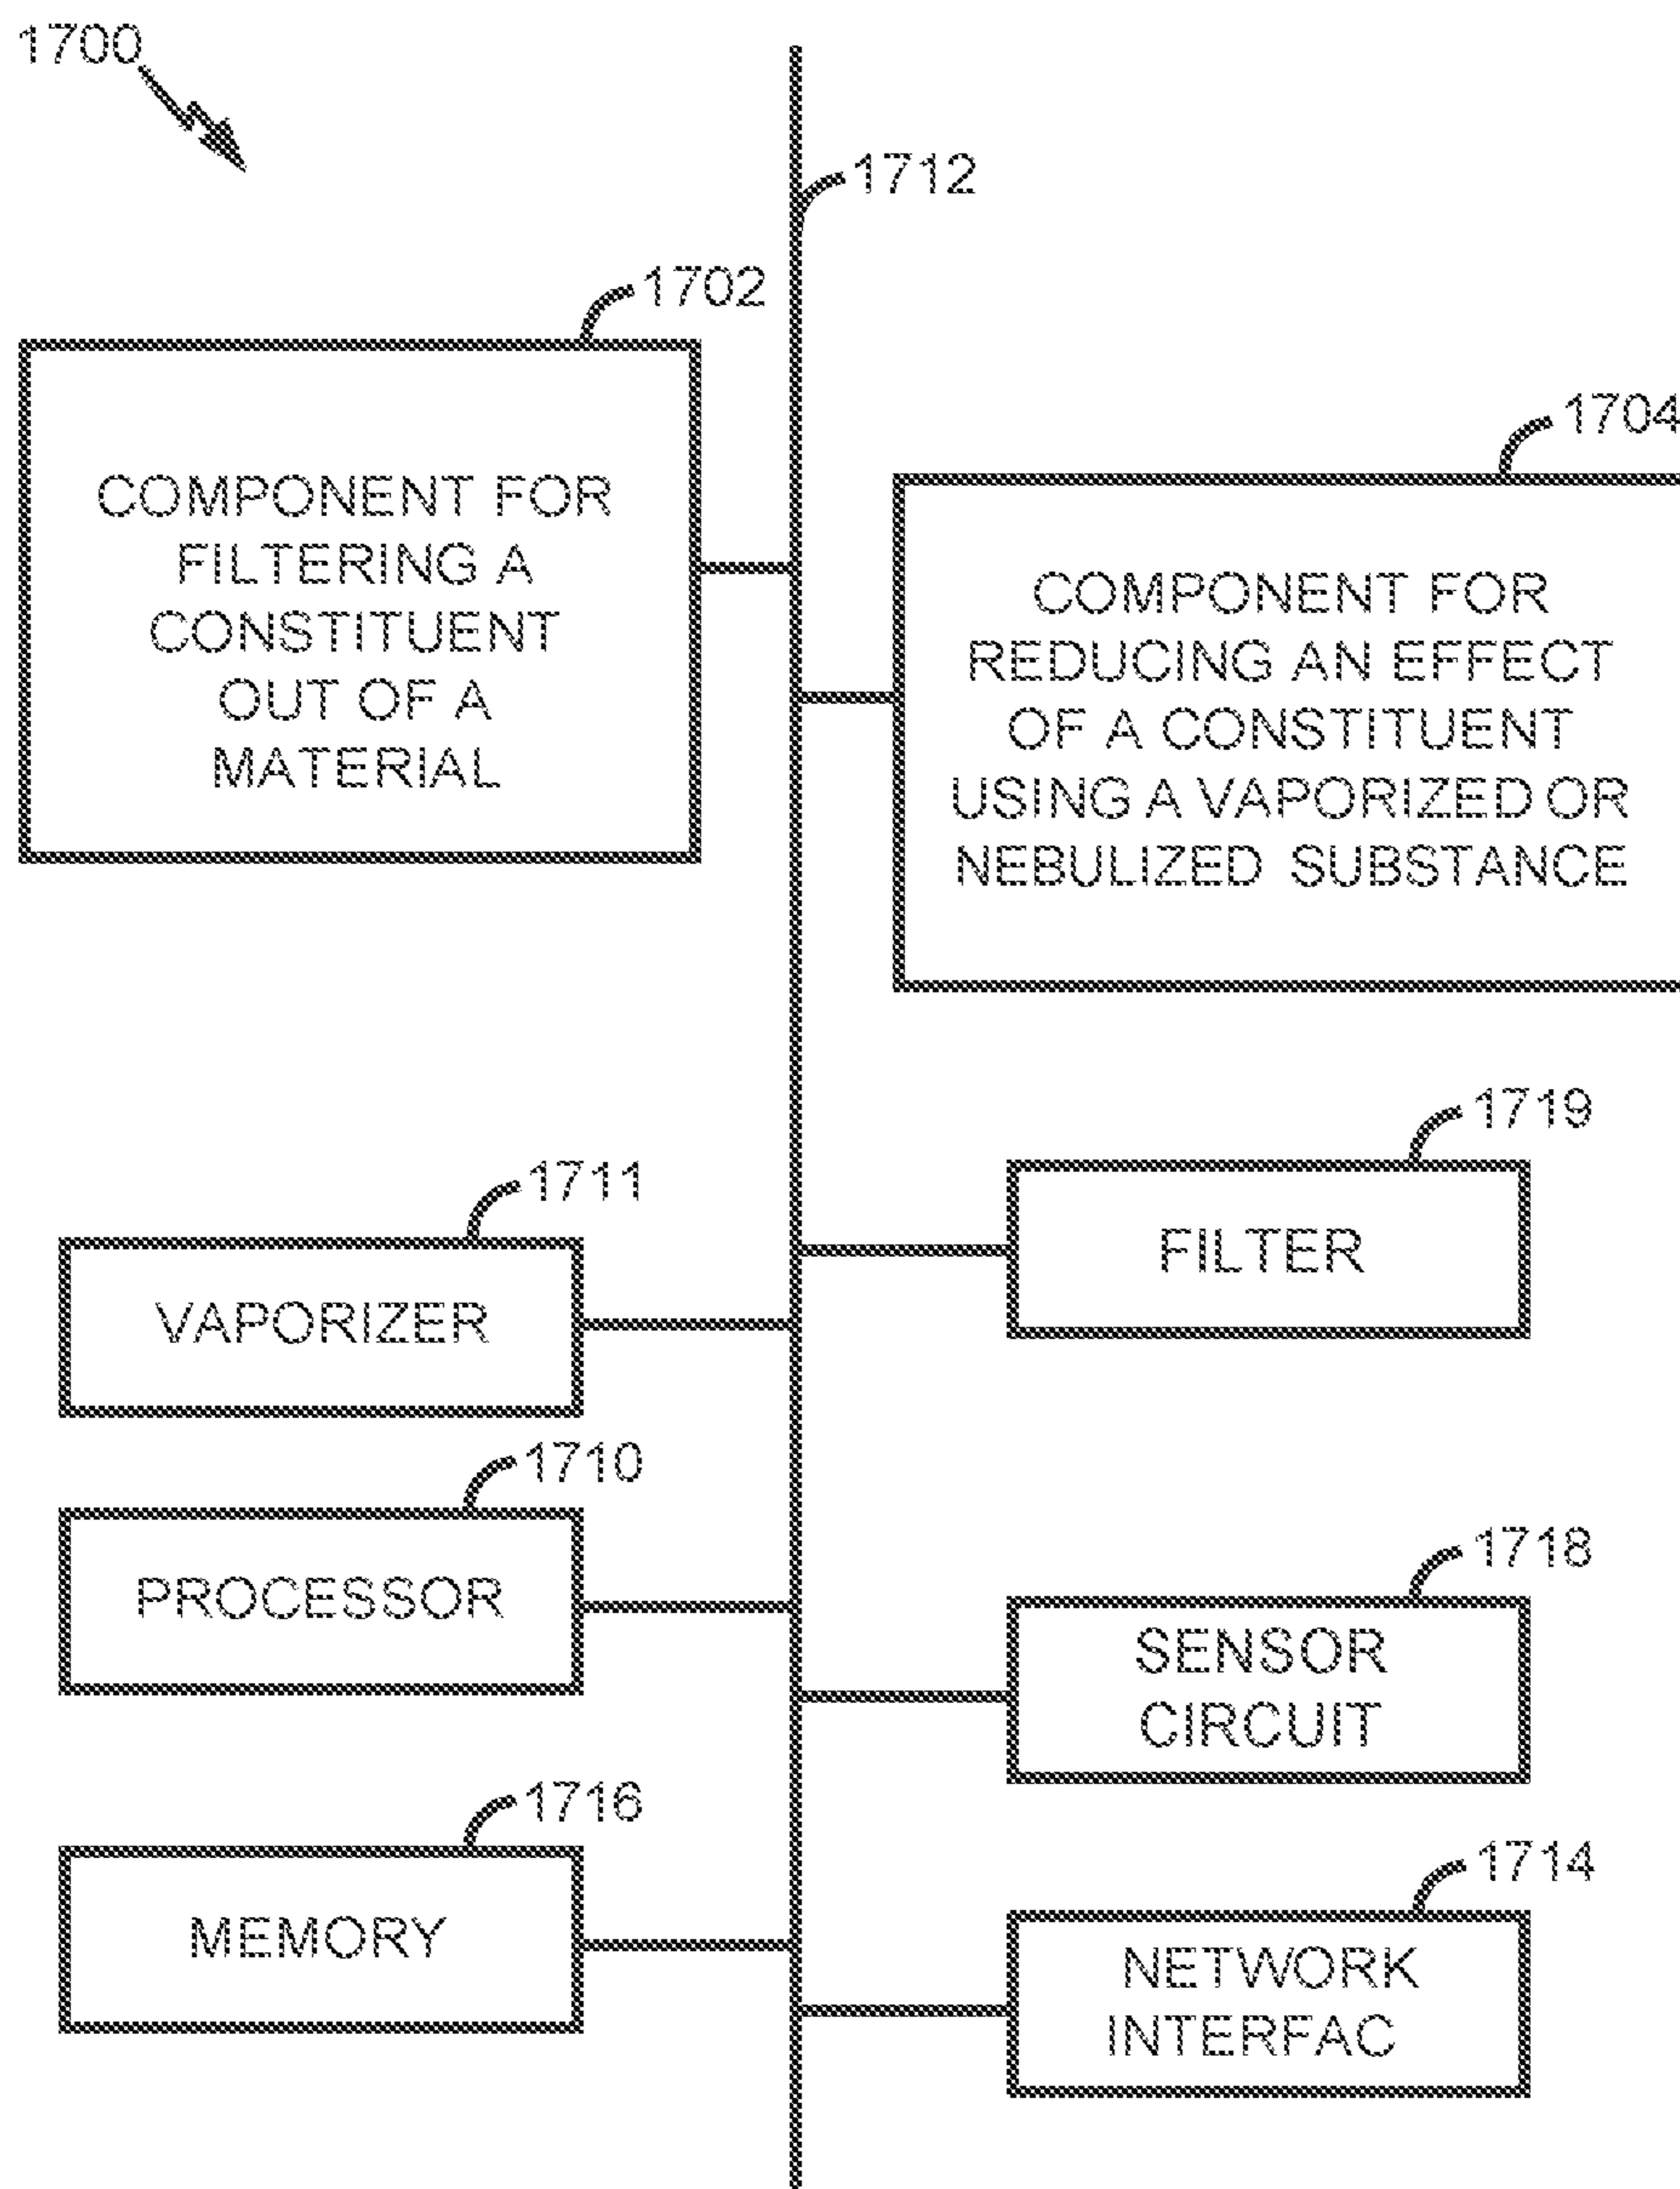 1700
1712
1702
COMPONENT FOR
FILTERING A
CONSTITUENT
OUT OF A
MATERIAL
1704
COMPONENT FOR
REDUCING AN EFFECT
OF A CONSTITUENT
USING A VAPORIZED OR
NEBULIZED SUBSTANCE
1719
FILTER
1711
VAPORIZER
1710
PROCESSOR
1718
SENSOR
CIRCUIT
1716
MEMORY
1714
NETWORK
INTERFAC